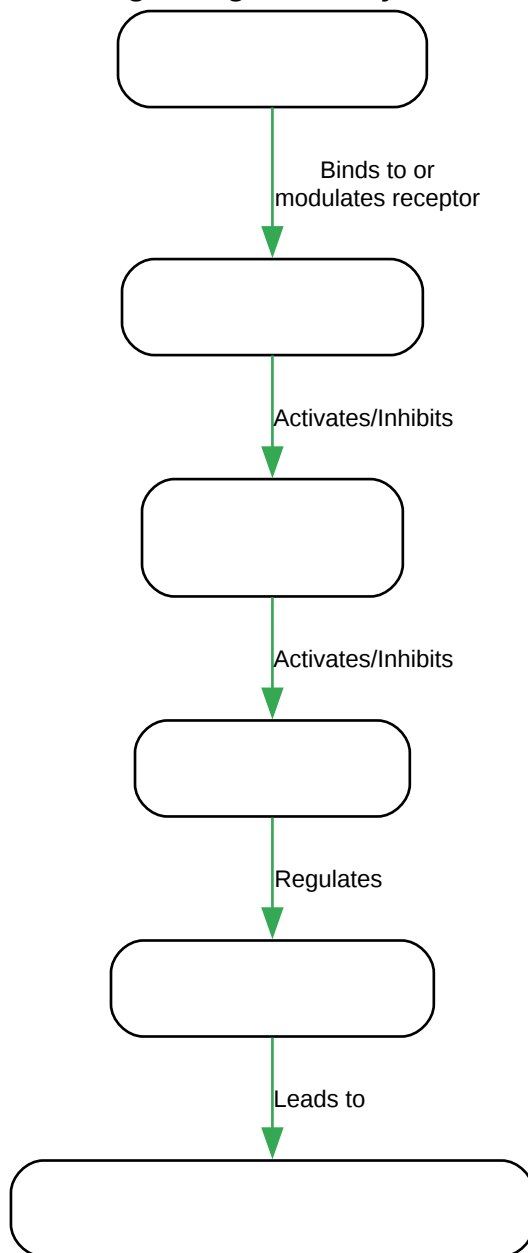 Binds to or
modulates receptor
Activates/Inhibits
Activates/Inhibits
Regulates
Leads to